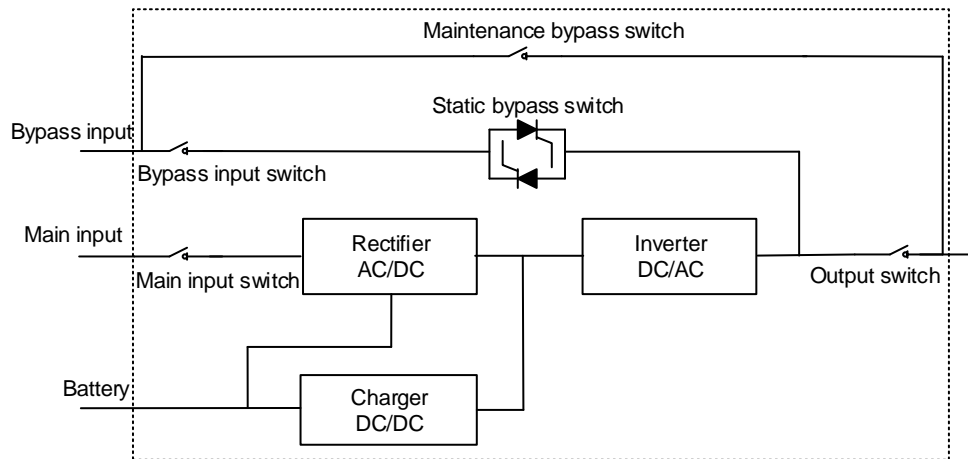 Maintenance bypass switch
Static bypass switch
Bypass input
Bypass input switch
Main input
Rectifier
AC/DC
Inverter
DC/AC
Main input switch
Output switch
Battery
Charger
DC/DC